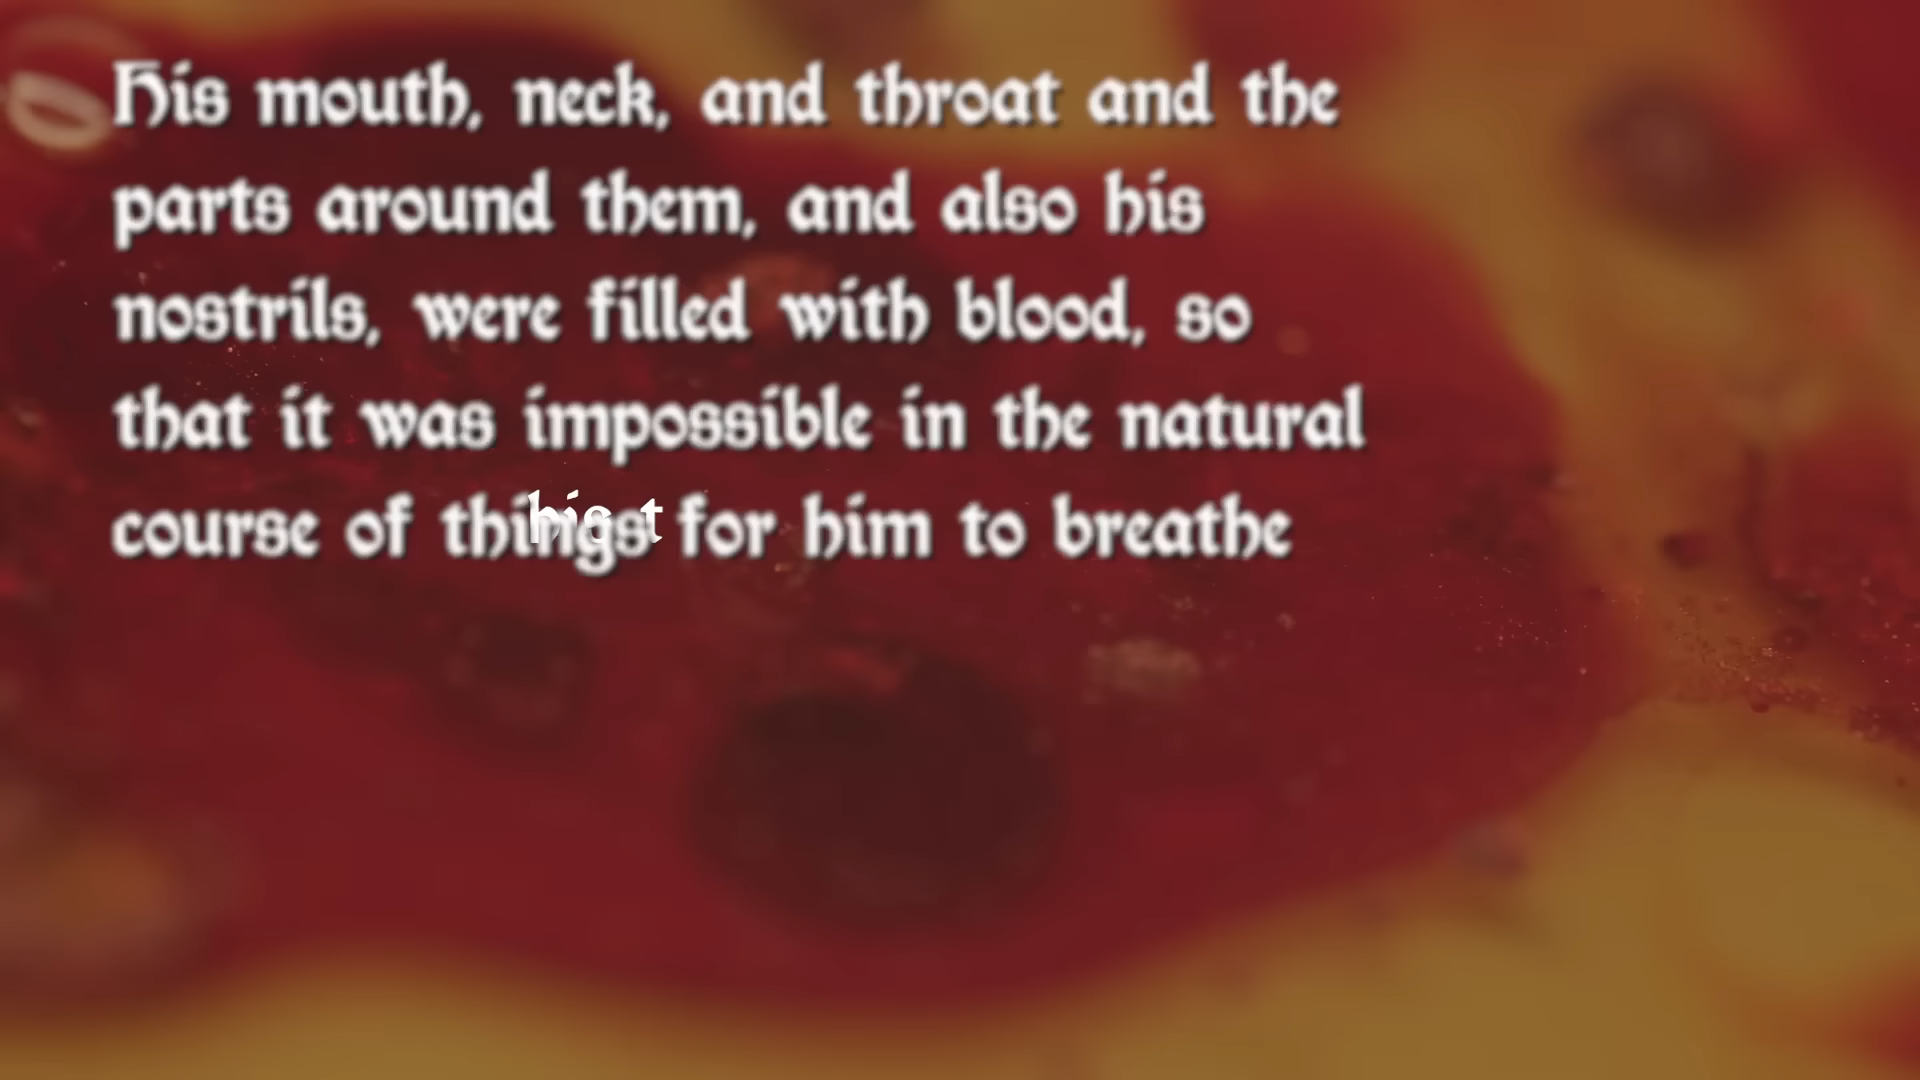 His mouth, neck, and throat and the
parts around them, and also his
nostrils, were filled with blood, so
that it was impossible in the natural
course of things for him to breathe
his t